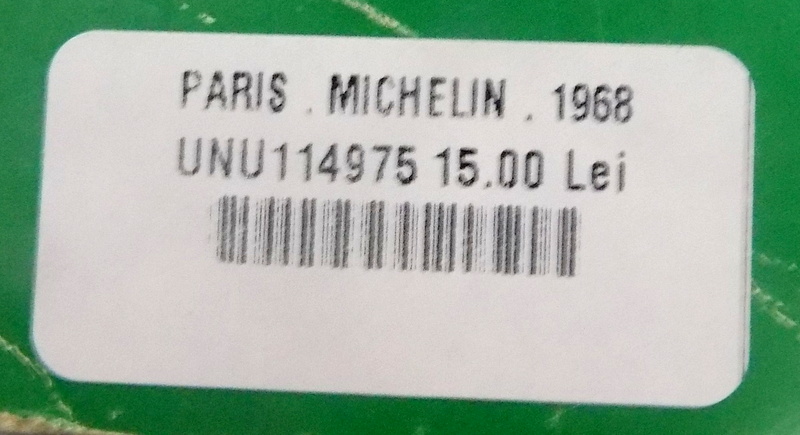 PARIS . MICHELIN . 1968
UNU114975 15.00 Lei